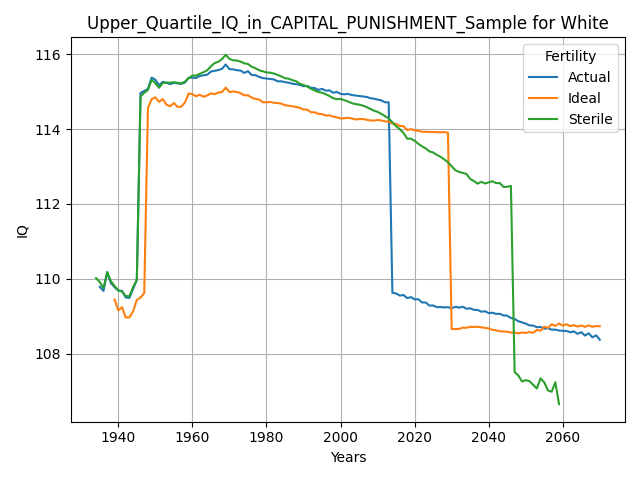 Upper_Quartile_IQ_in_CAPITAL_PUNISHMENT_Sample for White
Fertility
Actual
Ideal
Sterile
116
114
112
110
108
IQ
1940
1960
1980
2000
2020
2040
2060
Years